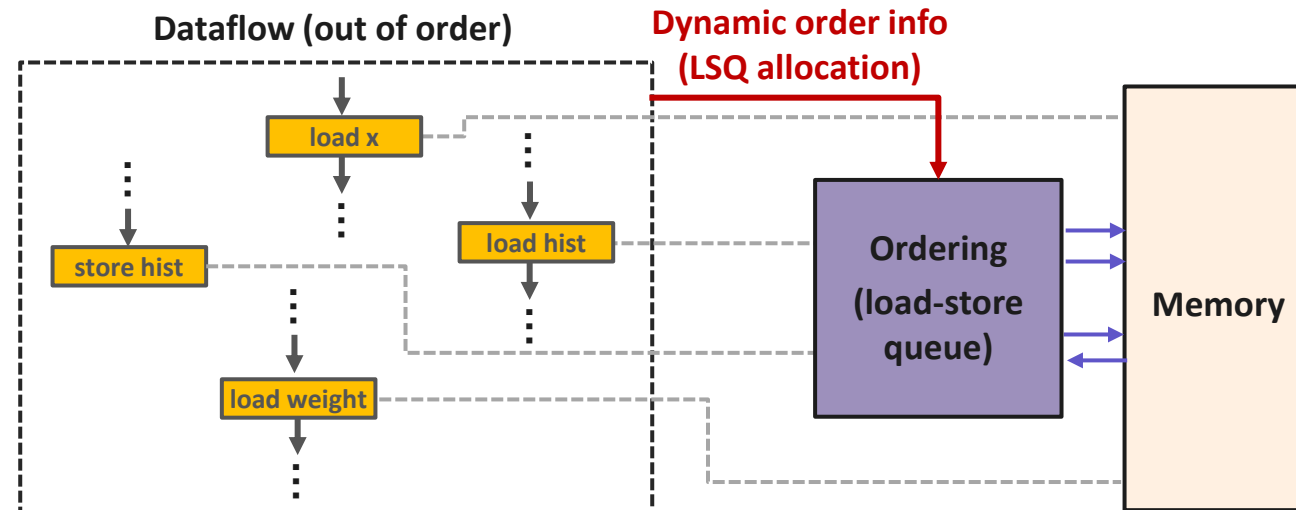 Dataflow (out of order)
Dynamic order info
(LSQ allocation)
load x
load hist
store hist
load weight
Ordering
(load-store
queue)
Memory